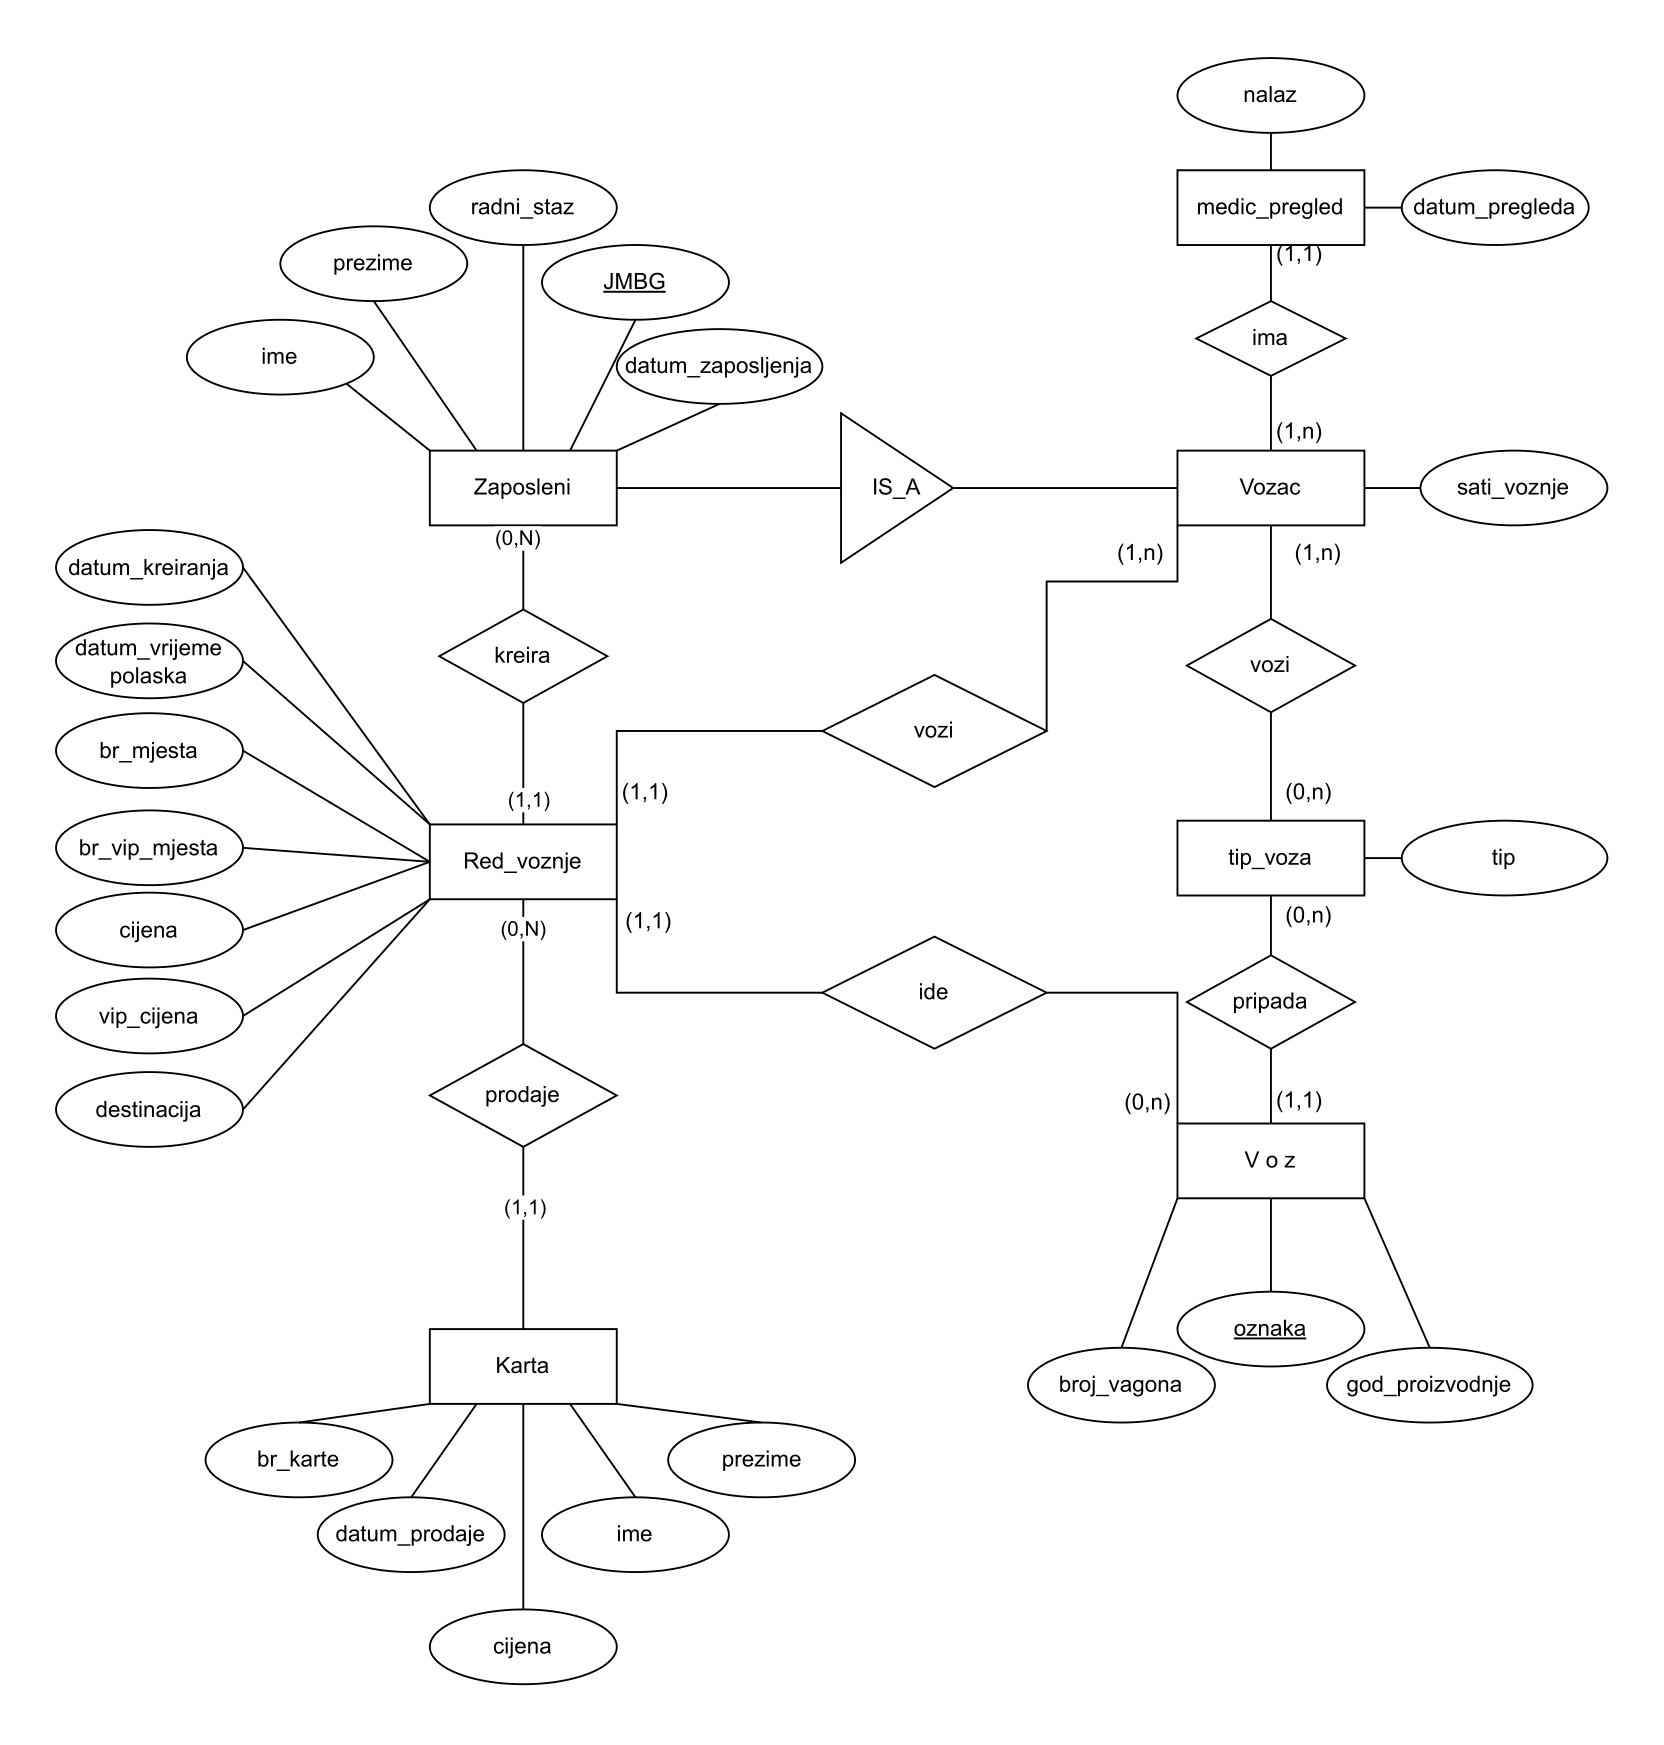 nalaz
radni_staz
medic_pregled
datum_pregleda
prezime
(1,1)
JMBG
ima
ime
datum_zaposljenja
(1,n)
Zaposleni
IS_A
Vozac
sati_voznje
(0,N)
(1,n)
(1,n)
datum_kreiranja
datum_vrijeme
polaska
kreira
vozi
vozi
br_mjesta
(1,1)
(1,1)
(0,n)
br_vip_mjesta
Red_voznje
tip_voza
tip
cijena
(0,N)
(1,1)
(0,n)
ide
pripada
vip_cijena
prodaje
destinacija
(0,n)
(1,1)
V o z
(1,1)
oznaka
Karta
broj_vagona
god_proizvodnje
br_karte
prezime
datum_prodaje
ime
cijena